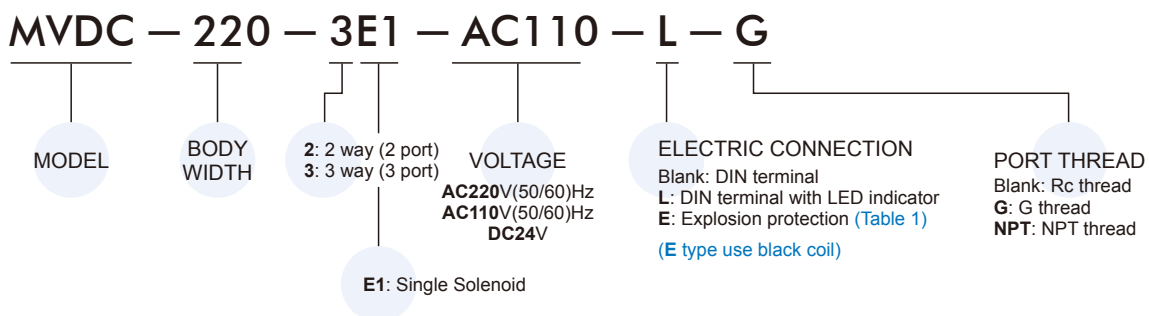 MVDC — 220 — 3E1 — AC110 — L — G
MODEL
BODY
WIDTH
2: 2 way (2 port)
3: 3 way (3 port)
E1: Single Solenoid
VOLTAGE
AC220V(50/60)Hz
AC110V(50/60)Hz
DC24V
ELECTRIC CONNECTION
Blank: DIN terminal
L: DIN terminal with LED indicator
E: Explosion protection (Table 1)
(E type use black coil)
PORT THREAD
Blank: Rc thread
G: G thread
NPT: NPT thread